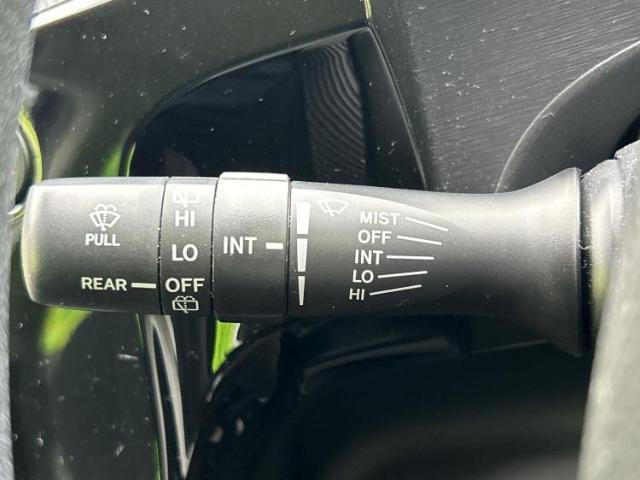 PULL
REAR
HI
LO
OFF
INT
MIST
OFF
INT
LO
HI